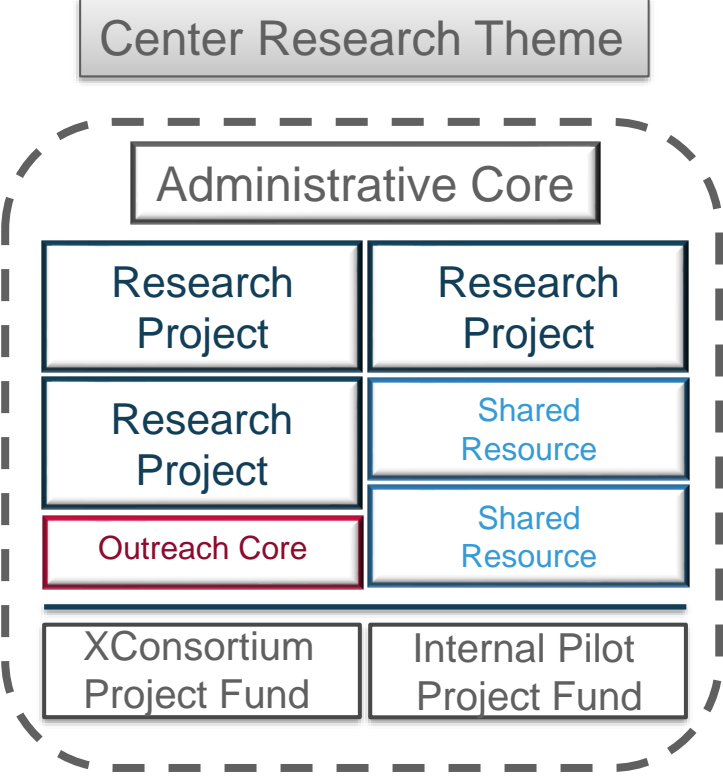 Center Research Theme
Administrative Core
Research
Project
Research
Project
Research
Project
Shared
Resource
Outreach Core
Shared
Resource
XConsortium
Project Fund
Internal Pilot
Project Fund